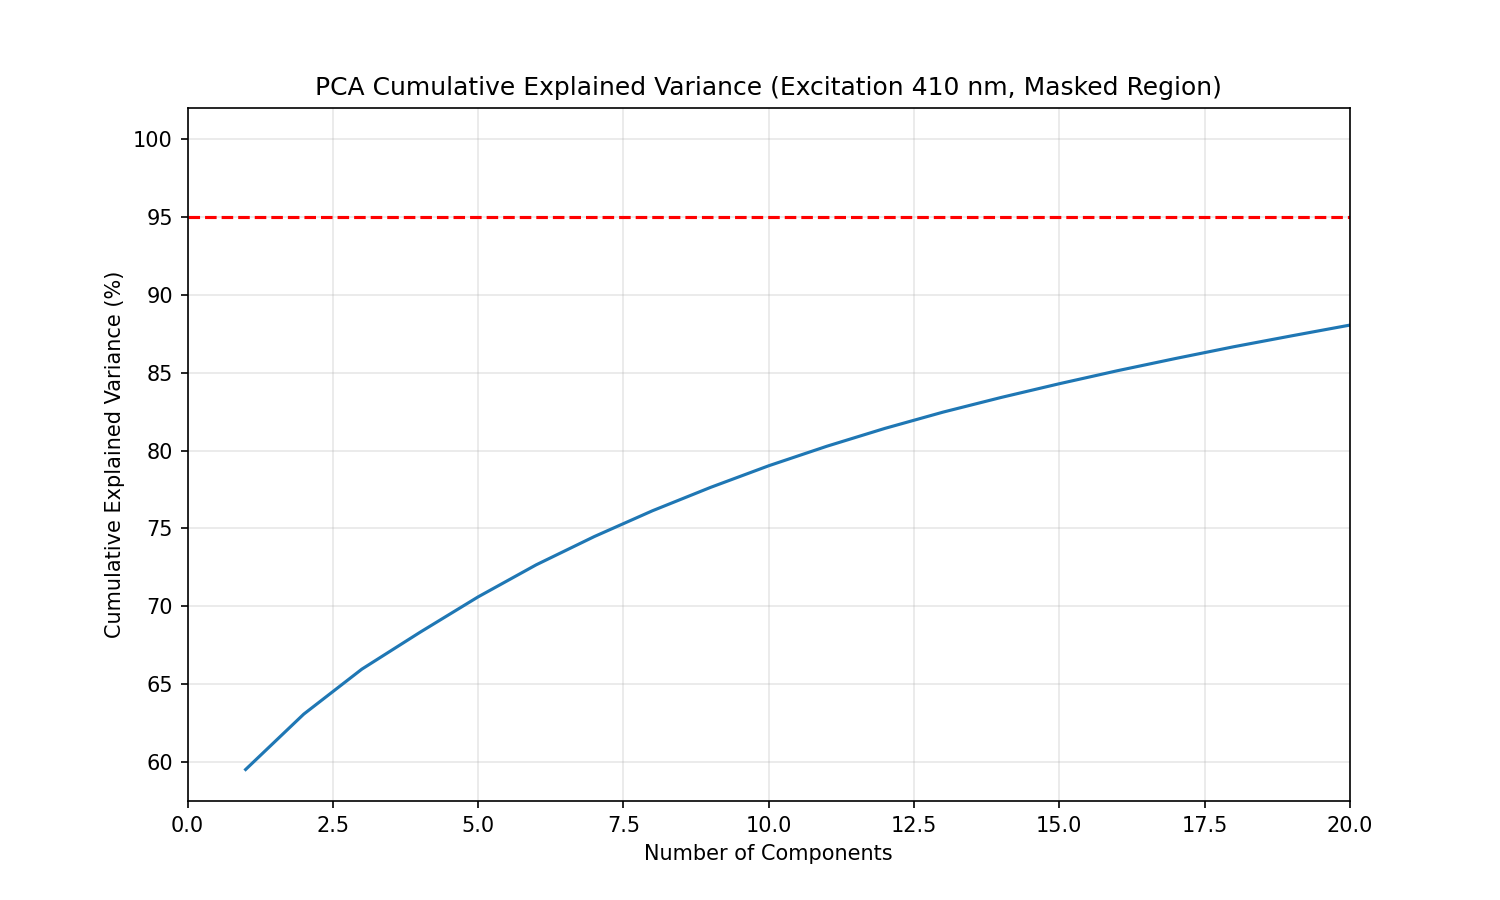 PCA Cumulative Explained Variance (Excitation 410 nm, Masked Region)
Cumulative Explained Variance (%)
100
95
90
85
80
75
70
65
60
0.0 2.5 5.0 7.5 10.0 12.5 15.0 17.5 20.0
Number of Components